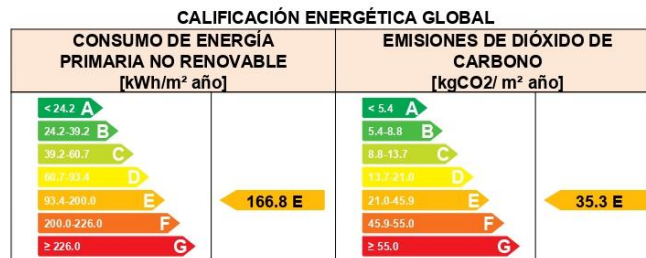 CALIFICACIÓN ENERGÉTICA GLOBAL
CONSUMO DE ENERGÍA
PRIMARIA NO RENOVABLE
[kWh/m² año]
EMISIONES DE DIÓXIDO DE
CARBONO
[kgCO2/ m² año]
< 24.2 A
24.2-39.2 B
39.2-60.7 C
60.7-93.4 D
93.4-200.0 E
200.0-226.0 F
≥ 226.0 G
166.8 E
< 5.4 A
5.4-8.8 B
8.8-13.7 C
13.7-21.0 D
21.0-45.9 E
45.9-55.0 F
≥ 55.0 G
35.3 E